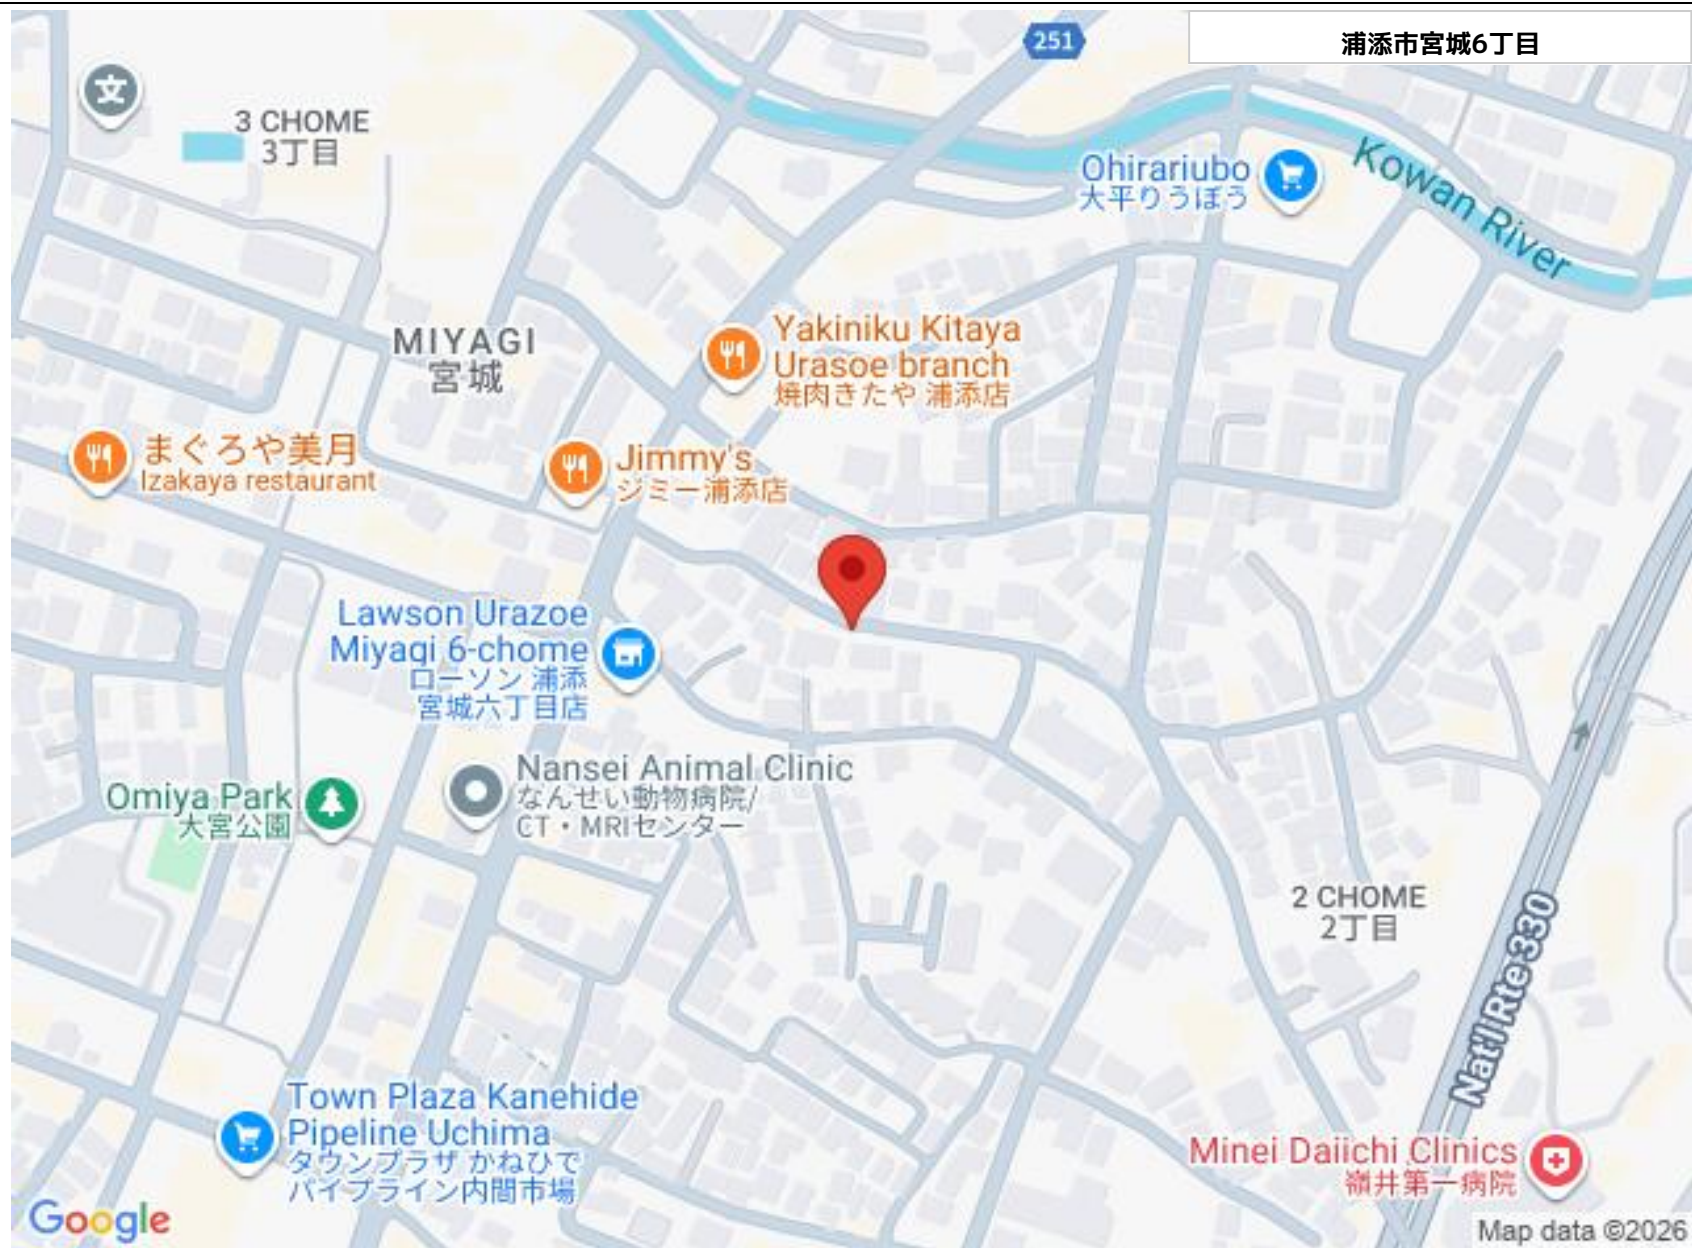 浦添市宮城6丁目
251
文
3 CHOME
3丁目
Ohirariubo
大平りうぼう
Kowan River
MIYAGI
宮城
Yakiniku Kitaya
Urasoe branch
焼肉きたや 浦添店
まぐろや美月
Izakaya restaurant
Jimmy's
ジミー浦添店
Lawson Urazoe
Miyagi 6-chome
ローソン 浦添
宮城六丁目店
Nansei Animal Clinic
なんせい動物病院/
CT・MRIセンター
Omiya Park
大宮公園
2 CHOME
2丁目
Nat'l Rte 330
Town Plaza Kanehide
Pipeline Uchima
タウンプラザ かねひで
パイプライン内間市場
Minei Daiichi Clinics
嶺井第一病院
Google
Map data ©2026